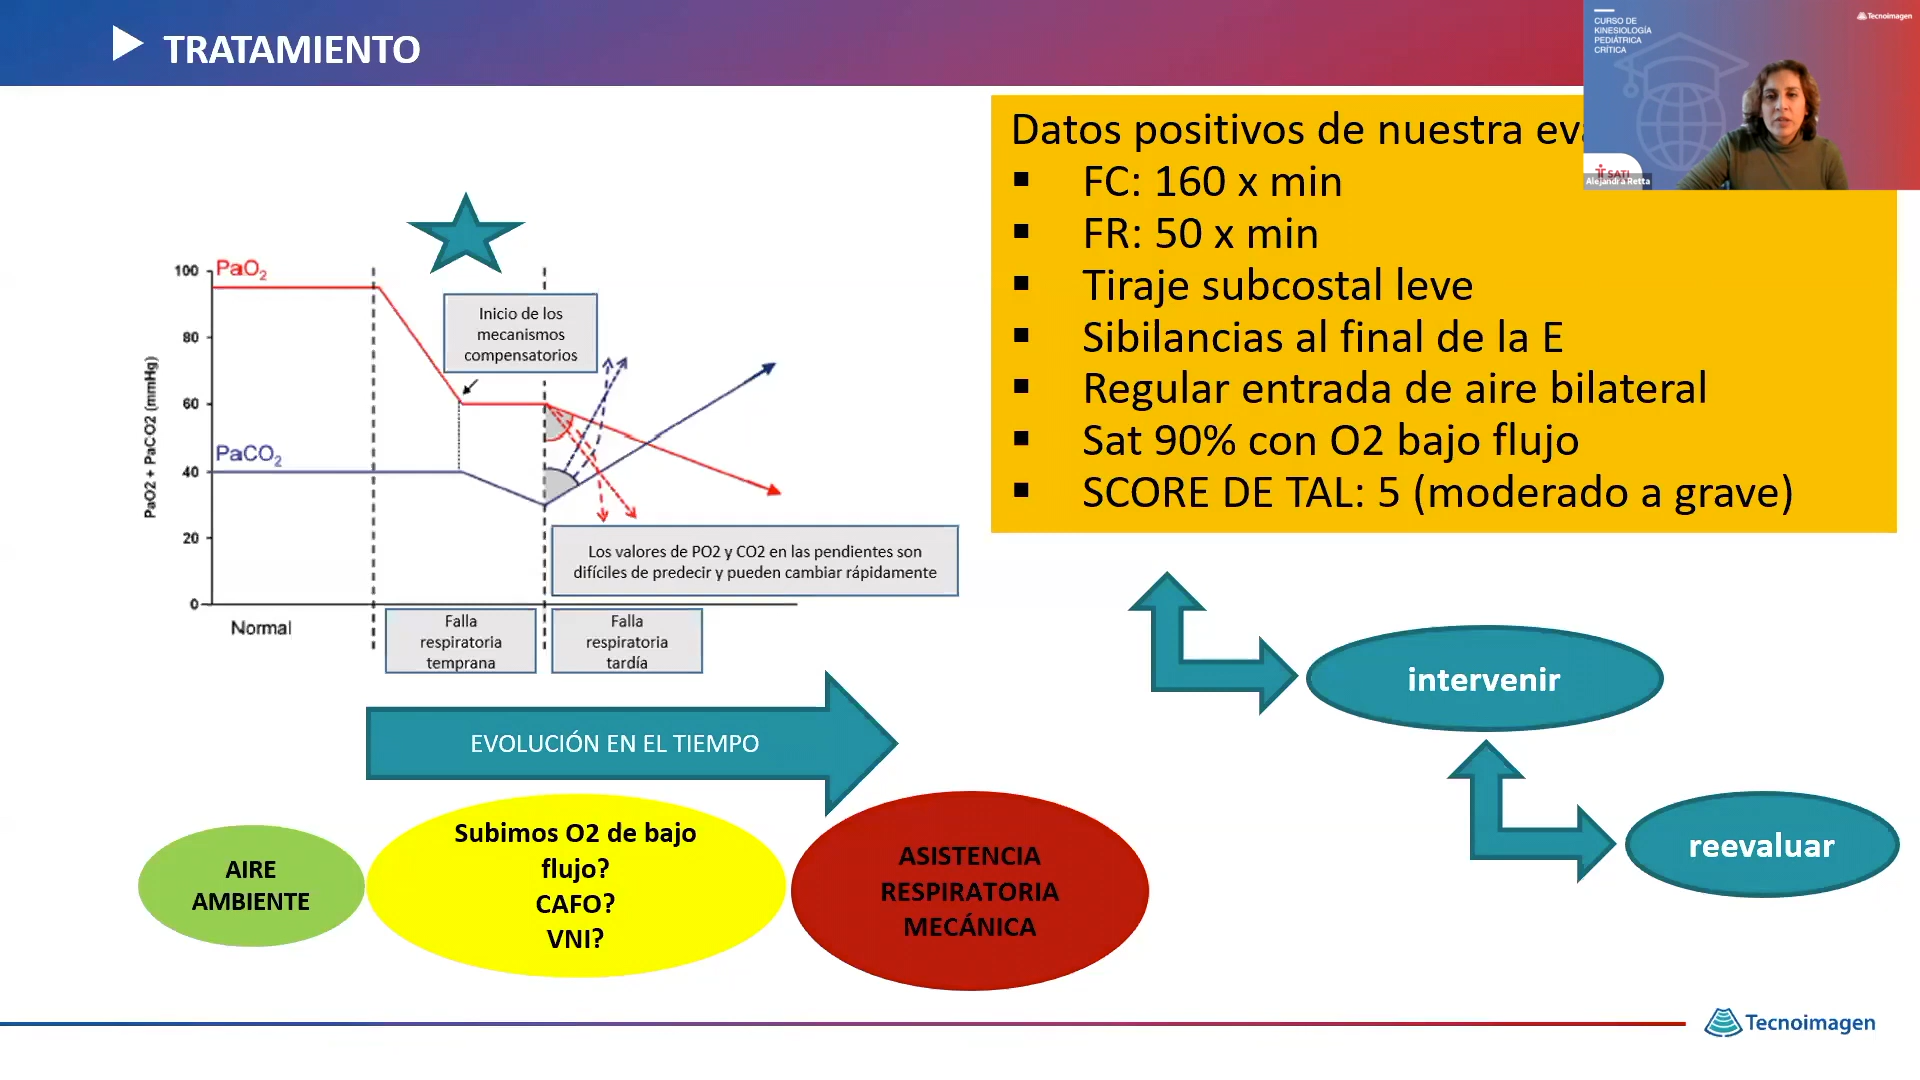 TRATAMIENTO
CURSO DE
KINESIOLOGÍA
PEDIÁTRICA
CRÍTICA
Tecnoimagen
SATI
Alejandra Retta
Datos positivos de nuestra
▪ FC: 160 x min
▪ FR: 50 x min
▪ Tiraje subcostal leve
▪ Sibilancias al final de la E
▪ Regular entrada de aire bilateral
▪ Sat 90% con O2 bajo flujo
▪ SCORE DE TAL: 5 (moderado a grave)
PaO2 + PaCO2 (mmHg)
100
80
60
40
20
0
PaO₂
PaCO₂
Inicio de los
mecanismos
compensatorios
Los valores de PO2 y CO2 en las pendientes son
difíciles de predecir y pueden cambiar rápidamente
Normal
Falla
respiratoria
temprana
Falla
respiratoria
tardía
EVOLUCIÓN EN EL TIEMPO
AIRE
AMBIENTE
Subimos O2 de bajo
flujo?
CAFO?
VNI?
ASISTENCIA
RESPIRATORIA
MECÁNICA
intervenir
reevaluar
Tecnoimagen